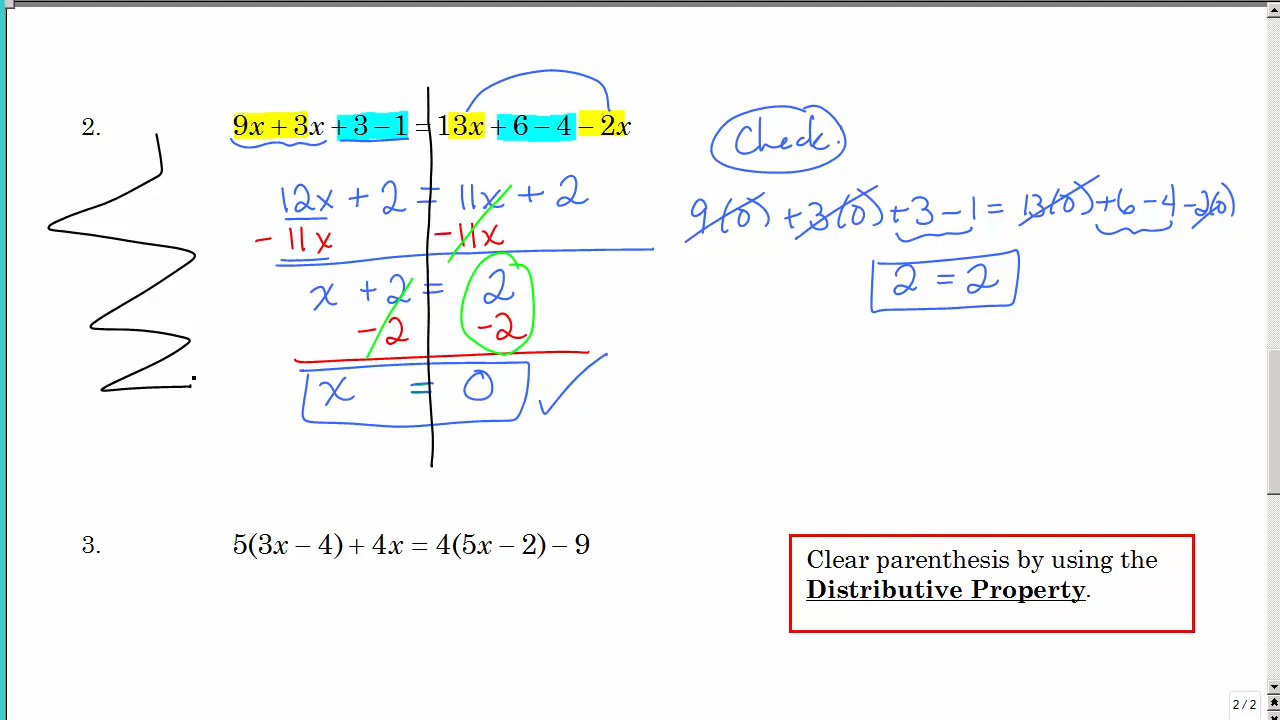 2. 9x + 3x + 3 − 1 = 13x + 6 − 4 − 2x
Check.
12x + 2 = 11x + 2
9(0) + 3(0) + 3 − 1 = 13(0) + 6 − 4 − 2(0)
− 11x − 11x
2 = 2
x + 2 = 2
− 2 − 2
x = 0
3. 5(3x − 4) + 4x = 4(5x − 2) − 9
Clear parenthesis by using the
Distributive Property.
2 / 2